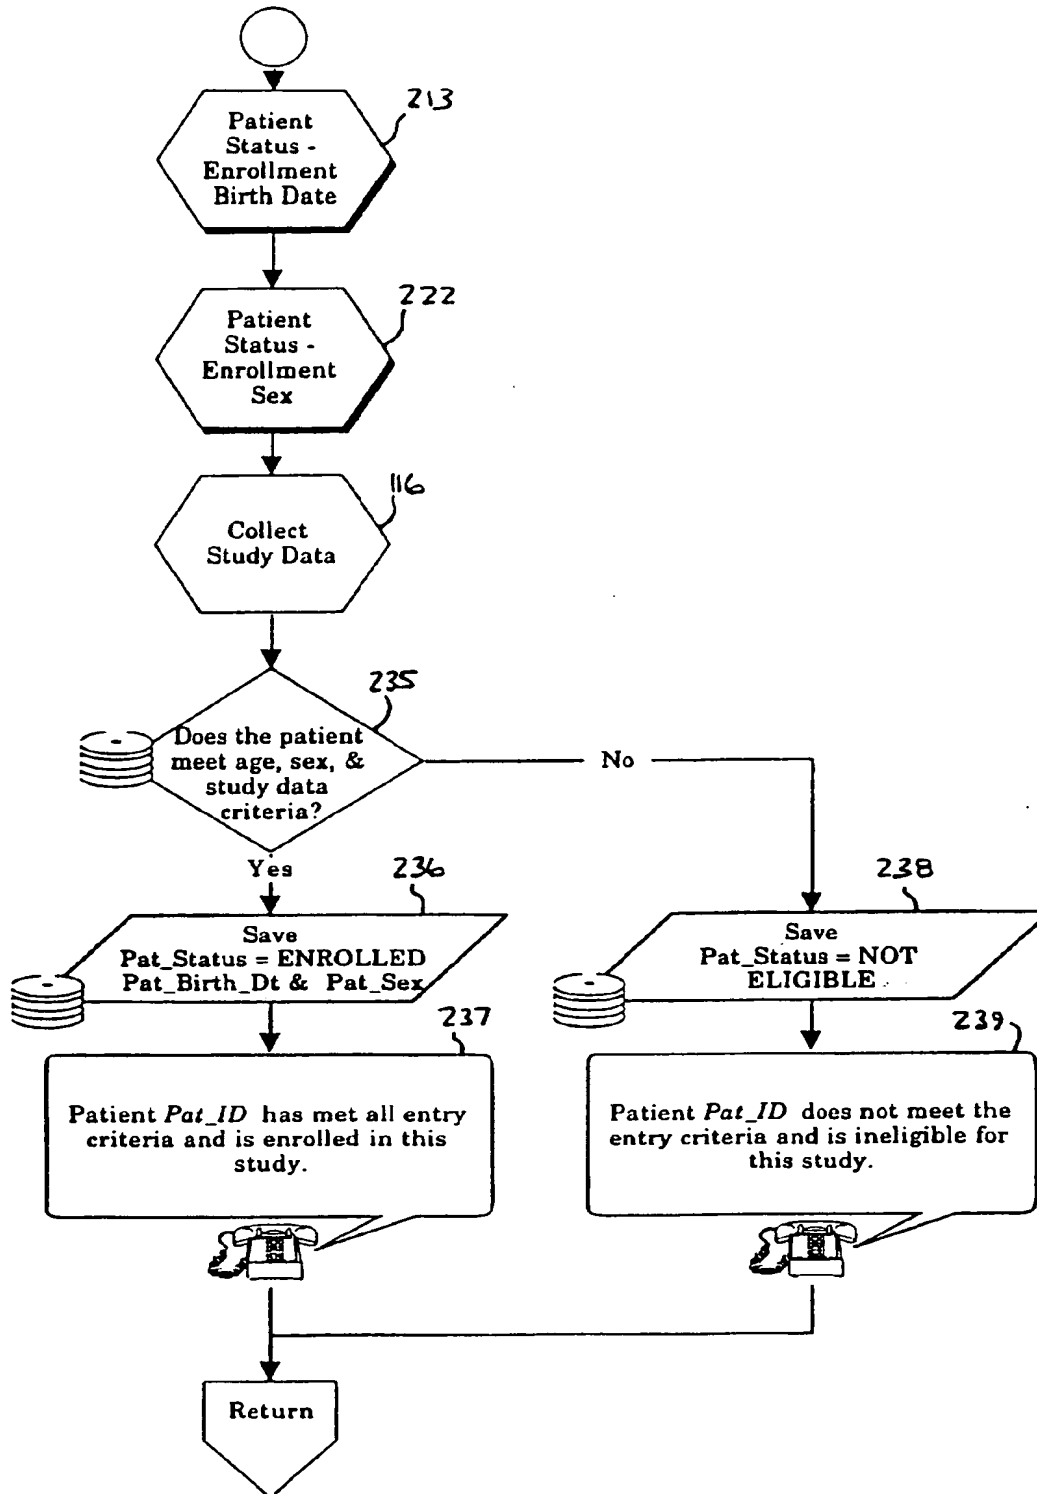 213
Patient
Status -
Enrollment
Birth Date
222
Patient
Status -
Enrollment
Sex
116
Collect
Study Data
235
Does the patient
meet age, sex, &
study data
criteria?
No
Yes
236
Save
Pat_Status = ENROLLED
Pat_Birth_Dt & Pat_Sex
238
Save
Pat_Status = NOT
ELIGIBLE
237
Patient Pat_ID has met all entry
criteria and is enrolled in this
study.
239
Patient Pat_ID does not meet the
entry criteria and is ineligible for
this study.
Return